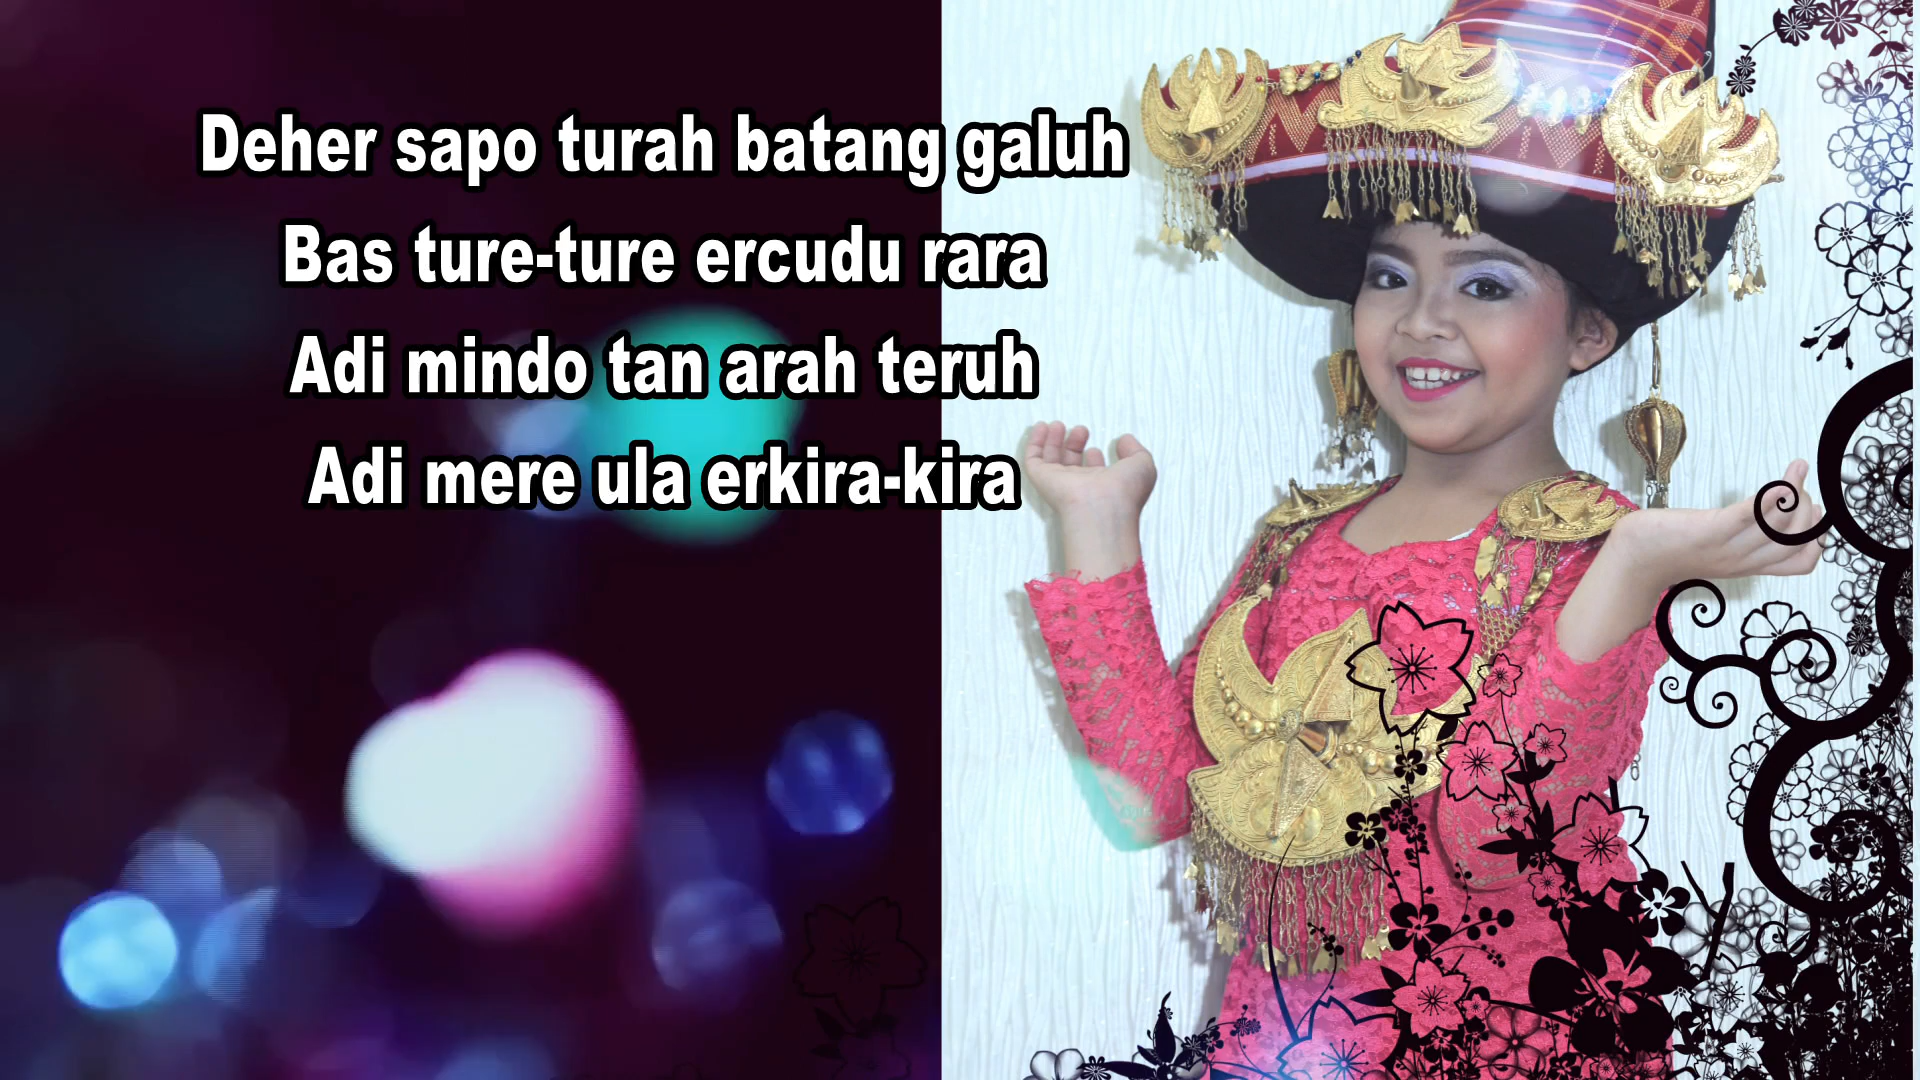 Deher sapo turah batang galuh
Bas ture-ture ercudu rara
Adi mindo tan arah teruh
Adi mere ula erkira-kira